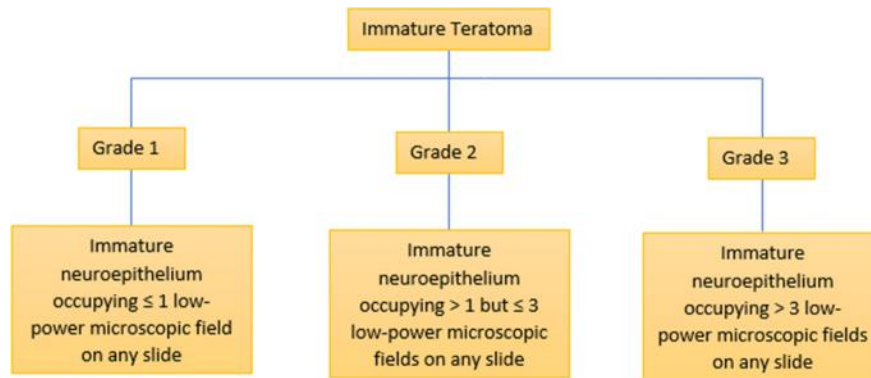 Immature Teratoma
Grade 1
Grade 2
Grade 3
Immature
neuroepithelium
occupying ≤ 1 low-
power microscopic field
on any slide
Immature
neuroepithelium
occupying > 1 but ≤ 3
low-power microscopic
fields on any slide
Immature
neuroepithelium
occupying > 3 low-
power microscopic fields
on any slide